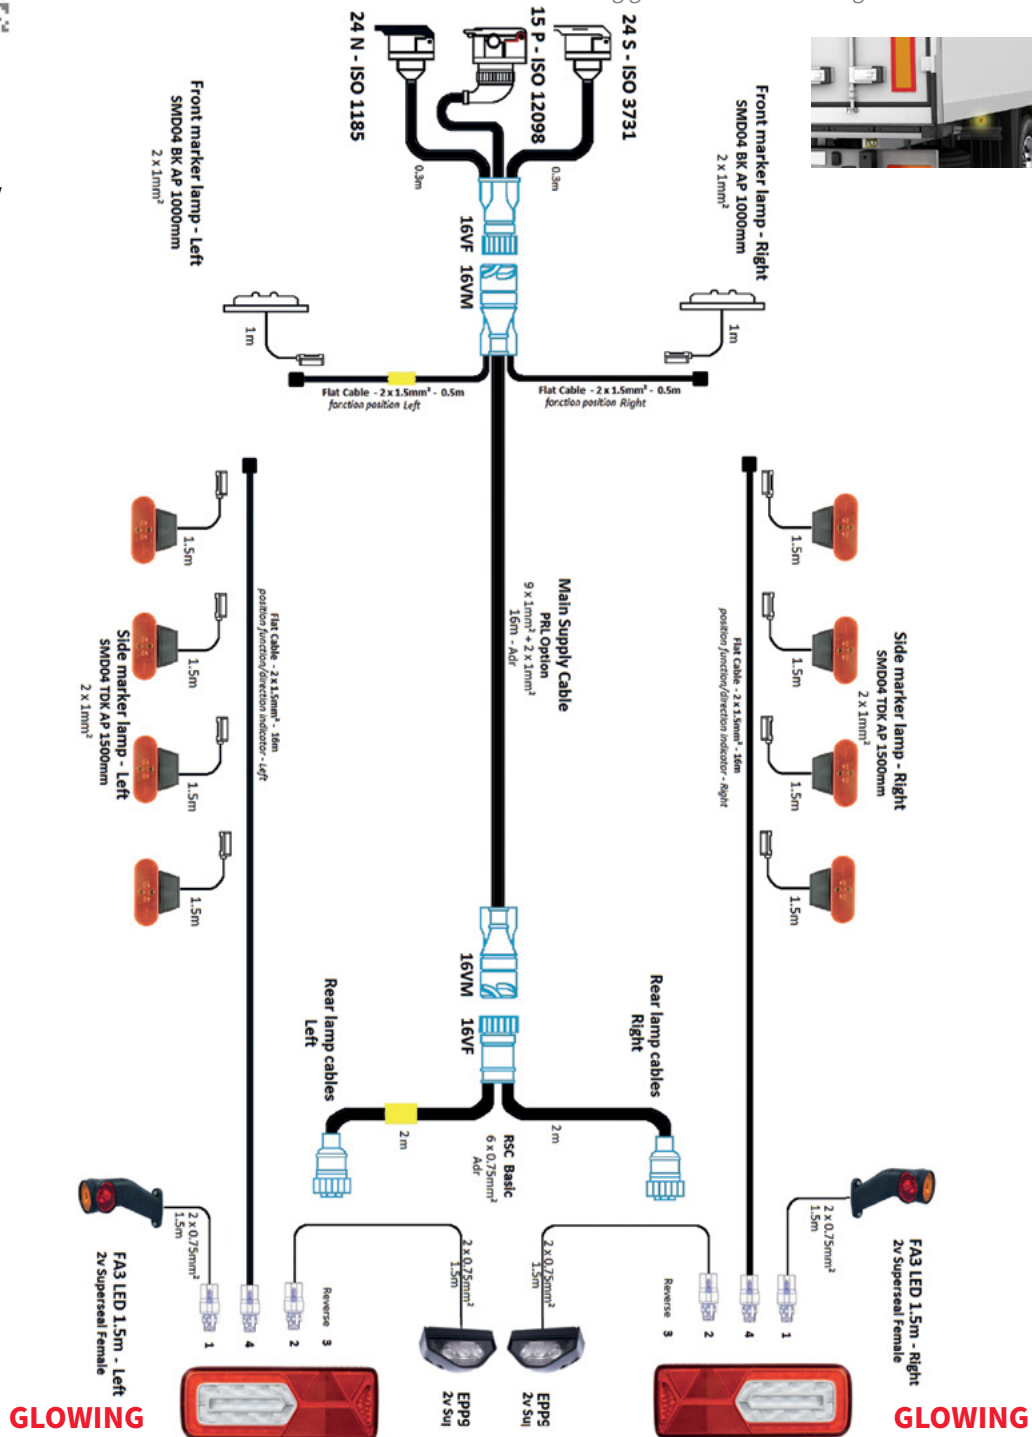 24 N - ISO 1185
15 P - ISO 12098
24 S - ISO 3731
0.3m
0.3m
Front marker lamp - Left
SMD04 BK AP 1000mm
2 x 1mm²
Front marker lamp - Right
SMD04 BK AP 1000mm
2 x 1mm²
16VF
16VM
1m
1m
Flat Cable - 2 x 1.5mm² - 0.5m
fonction position Left
Flat Cable - 2 x 1.5mm² - 0.5m
fonction position Right
1.5m
1.5m
1.5m
1.5m
Side marker lamp - Left
SMD04 TDK AP 1500mm
2 x 1mm²
Flat Cable - 2 x 1.5mm² - 16m
position function/direction indicator - Left
Main Supply Cable
PRL Option
9 x 1mm² + 2 x 1mm²
16m - Adr
Flat Cable - 2 x 1.5mm² - 16m
position function/direction indicator - Right
1.5m
1.5m
1.5m
1.5m
Side marker lamp - Right
SMD04 TDK AP 1500mm
2 x 1mm²
16VM
16VF
Rear lamp cables
Left
Rear lamp cables
Right
2m
2m
RSC Basic
6 x 0.75mm²
Adr
2 x 0.75mm²
1.5m
2 x 0.75mm²
1.5m
2 x 0.75mm²
1.5m
2 x 0.75mm²
1.5m
FA3 LED 1.5m - Left
2v Superseal Female
1
4
2
Reverse 3
EPP9
2v Suj
EPP9
2v Suj
Reverse 3
2
4
1
FA3 LED 1.5m - Right
2v Superseal Female
GLOWING
GLOWING